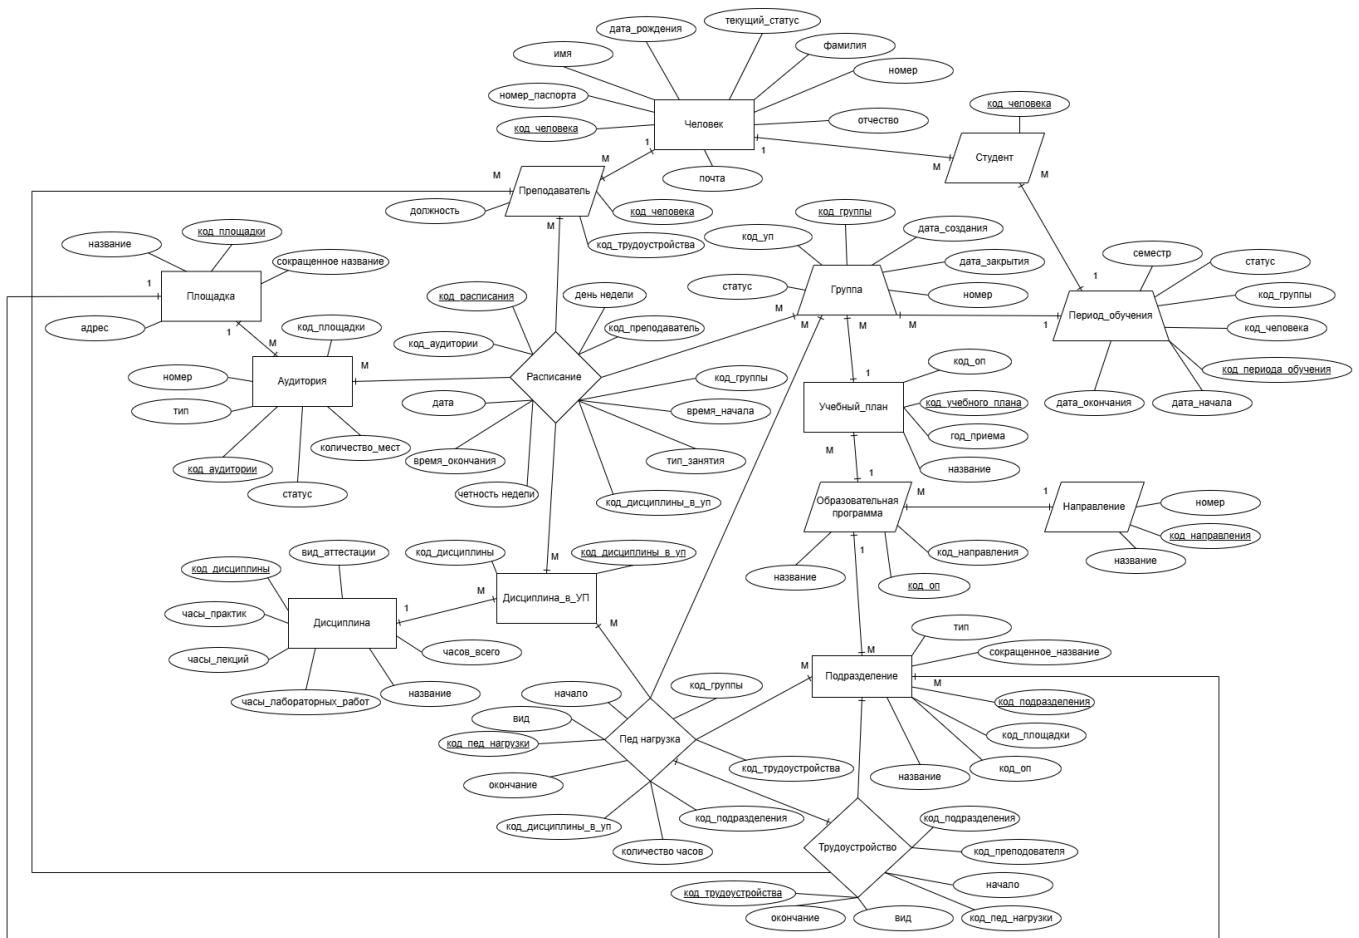 текущий_статус
дата_рождения
фамилия
имя
номер
номер_паспорта
код_человека
Человек
отчество
код_человека
1
1
М
почта
М
Студент
М
М
Преподаватель
должность
код_человека
М
код_трудоустройства
код_группы
код_уп
дата_создания
дата_закрытия
номер
статус
Группа
М
М
М
М
семестр
статус
код_группы
код_человека
код_периода_обучения
1
1
Период_обучения
дата_окончания
дата_начала
код_площадки
название
сокращенное название
1
Площадка
адрес
1
код_площадки
М
номер
Аудитория
М
тип
количество_мест
код_аудитории
статус
код_расписания
день недели
код_преподаватель
код_аудитории
Расписание
дата
код_группы
время_начала
время_окончания
тип_занятия
четность недели
код_дисциплины_в_уп
код_оп
1
Учебный_план
код_учебного_плана
год_приема
М
название
1
Образовательная
программа
М
1
Направление
номер
код_направления
название
код_направления
название
1
код_оп
вид_аттестации
код_дисциплины
код_дисциплины
код_дисциплины_в_уп
М
М
Дисциплина_в_УП
М
часы_практик
1
Дисциплина
часы_лекций
часов_всего
часы_лабораторных_работ
название
тип
М
сокращенное_название
М
Подразделение
М
код_подразделения
код_площадки
код_оп
название
код_группы
начало
вид
код_пед_нагрузки
Пед нагрузка
окончание
код_трудоустройства
код_дисциплины_в_уп
код_подразделения
количество часов
код_подразделения
Трудоустройство
код_преподователя
начало
код_трудоустройства
окончание
вид
код_пед_нагрузки